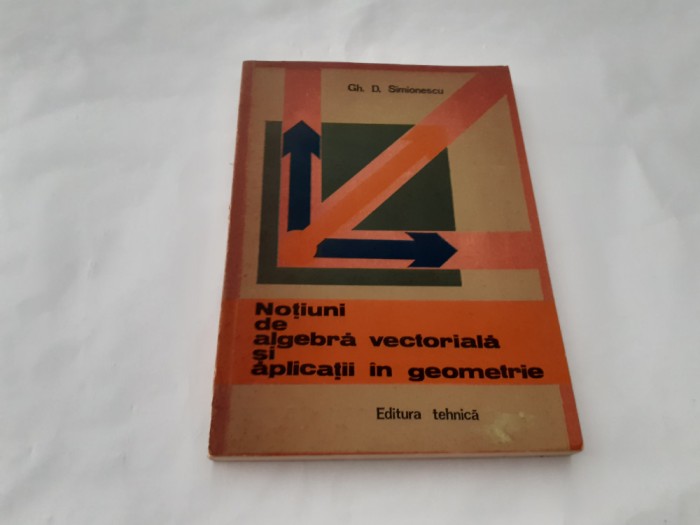 Gh. D. Simionescu
Noțiuni
de
algebră vectorială
și
aplicații în geometrie
Editura tehnică